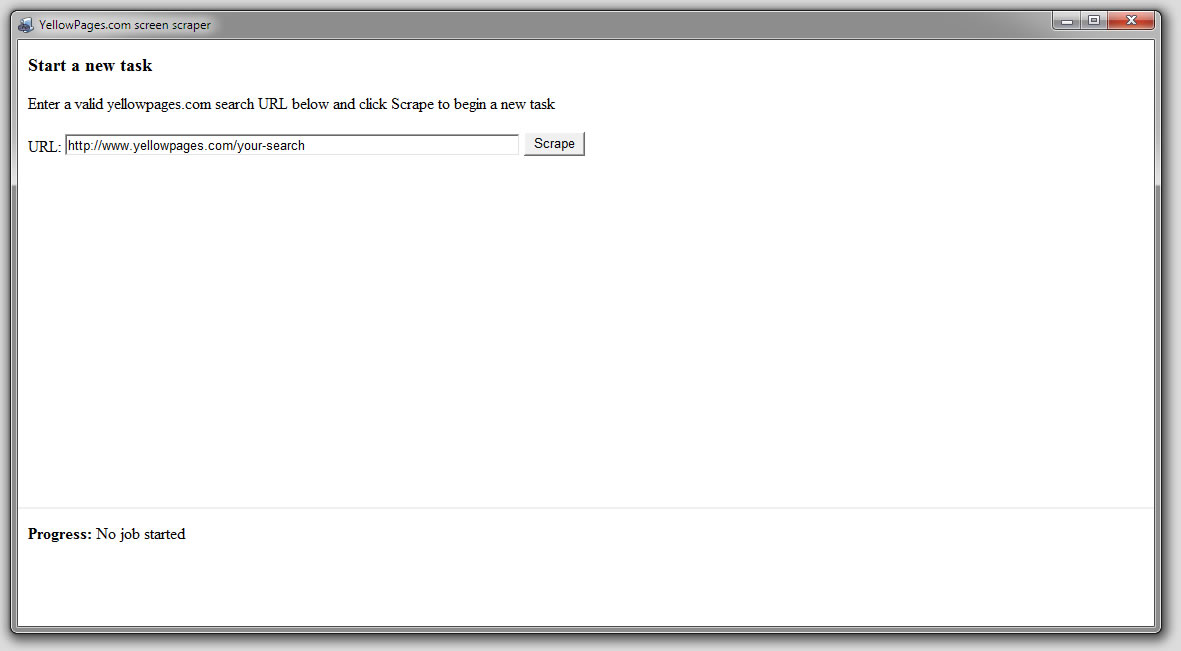 YellowPages.com screen scraper
Start a new task
Enter a valid yellowpages.com search URL below and click Scrape to begin a new task
URL: http://www.yellowpages.com/your-search Scrape
Progress: No job started